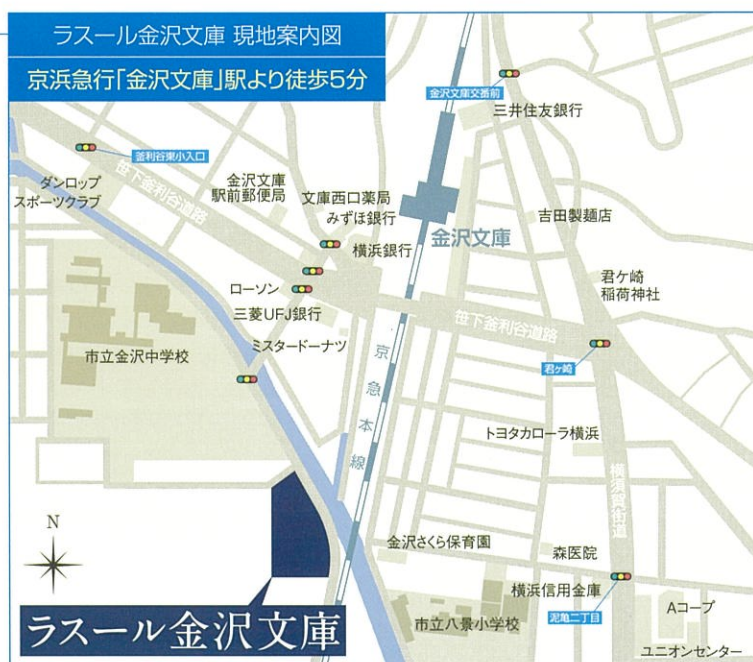 ラスール金沢文庫 現地案内図
京浜急行「金沢文庫」駅より徒歩5分
金沢文庫交番前
三井住友銀行
釜利谷東小入口
ダンロップ
スポーツクラブ
笹下釜利谷道路
金沢文庫
駅前郵便局
文庫西口薬局
みずほ銀行
横浜銀行
金沢文庫
吉田製麺店
君ケ崎
稲荷神社
ローソン
三菱UFJ銀行
ミスタードーナツ
笹下釜利谷道路
君ヶ崎
市立金沢中学校
京急本線
トヨタカローラ横浜
横須賀街道
N
金沢さくら保育園
森医院
横浜信用金庫
泥亀二丁目
Aコープ
市立八景小学校
ユニオンセンター
ラスール金沢文庫